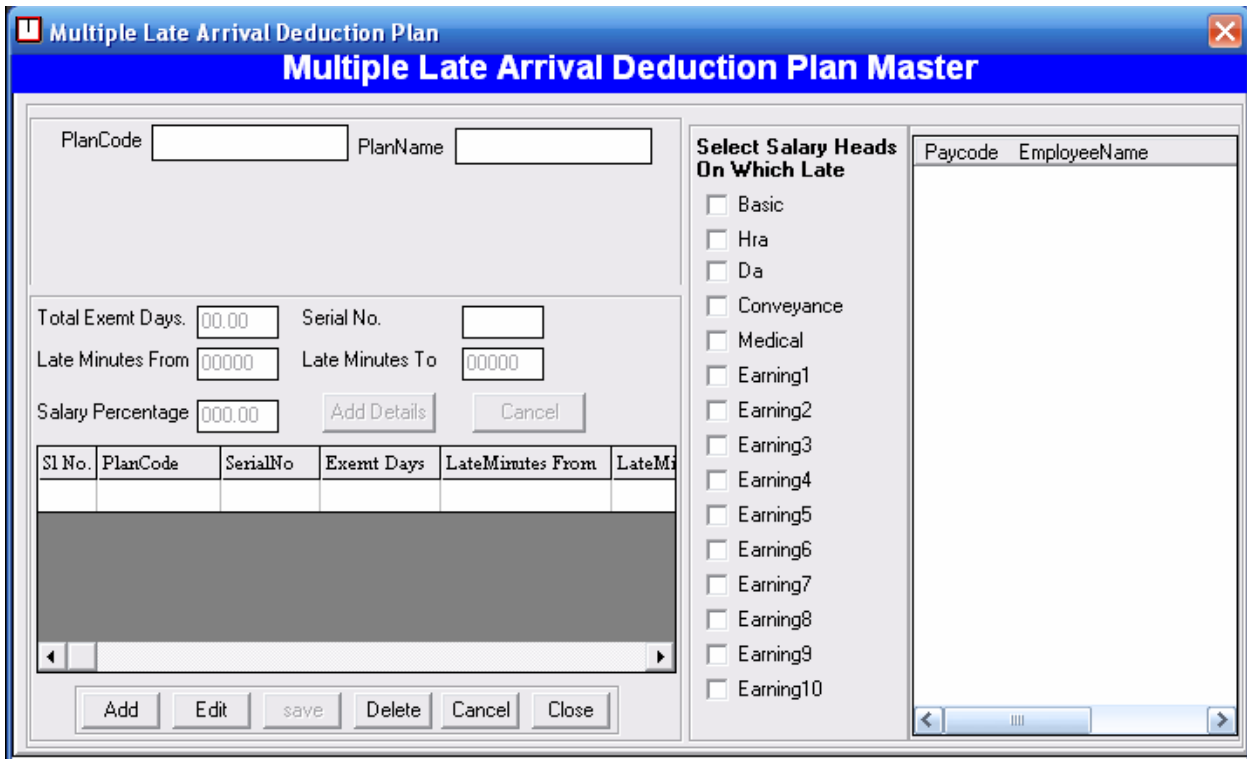 Multiple Late Arrival Deduction Plan
Multiple Late Arrival Deduction Plan Master
PlanCode
PlanName
Total Exemt Days. 00.00 Serial No.
Late Minutes From 00000 Late Minutes To 00000
Salary Percentage 000.00 Add Details Cancel
Sl No. PlanCode SerialNo Exemt Days LateMinutes From LateMi
Add Edit save Delete Cancel Close
Select Salary Heads
On Which Late
Basic
Hra
Da
Conveyance
Medical
Earning1
Earning2
Earning3
Earning4
Earning5
Earning6
Earning7
Earning8
Earning9
Earning10
Paycode EmployeeName